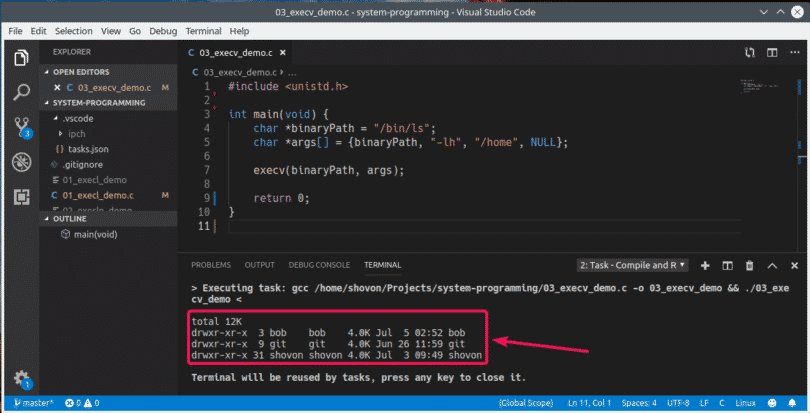 03_execv_demo.c - system-programming - Visual Studio Code
File Edit Selection View Go Debug Terminal Help
EXPLORER
OPEN EDITORS
C 03_execv_demo.c M
SYSTEM-PROGRAMMING
.vscode
ipch
{ } tasks.json
.gitignore
01_execl_demo
C 01_execl_demo.c M
02_execlp_demo
OUTLINE
main(void)
3
1
C 03_execv_demo.c
C 03_execv_demo.c › ...
1 #include <unistd.h>
2
3 int main(void) {
4 char *binaryPath = "/bin/ls";
5 char *args[] = {binaryPath, "-lh", "/home", NULL};
6
7 execv(binaryPath, args);
8
9 return 0;
10 }
11
PROBLEMS OUTPUT DEBUG CONSOLE TERMINAL
2: Task - Compile and R
> Executing task: gcc /home/shovon/Projects/system-programming/03_execv_demo.c -o 03_execv_demo && ./03_exe
cv_demo <
total 12K
drwxr-xr-x  3 bob    bob    4.0K Jul  5 02:52 bob
drwxr-xr-x  9 git    git    4.0K Jun 26 11:59 git
drwxr-xr-x 31 shovon shovon 4.0K Jul  3 09:49 shovon
Terminal will be reused by tasks, press any key to close it.
master* 0 0 (Global Scope) Ln 11, Col 1 Spaces: 4 UTF-8 LF C Linux